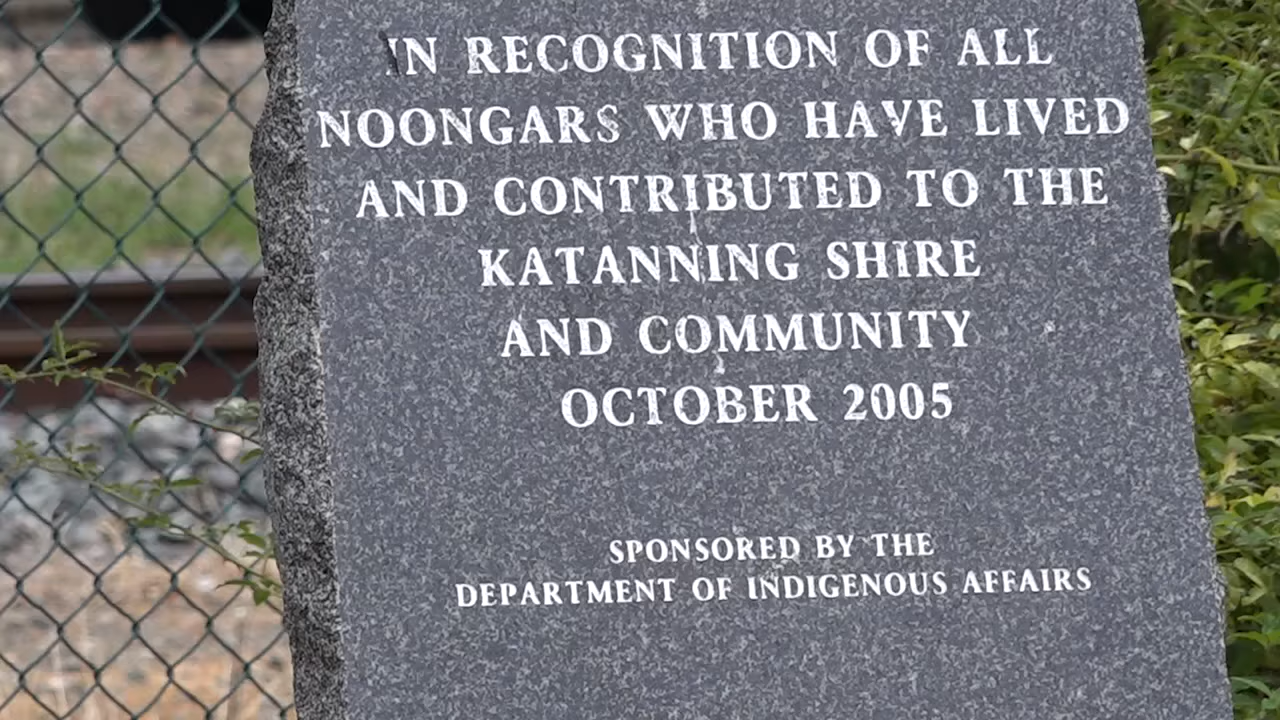 IN RECOGNITION OF ALL
NOONGARS WHO HAVE LIVED
AND CONTRIBUTED TO THE
KATANNING SHIRE
AND COMMUNITY
OCTOBER 2005
SPONSORED BY THE
DEPARTMENT OF INDIGENOUS AFFAIRS